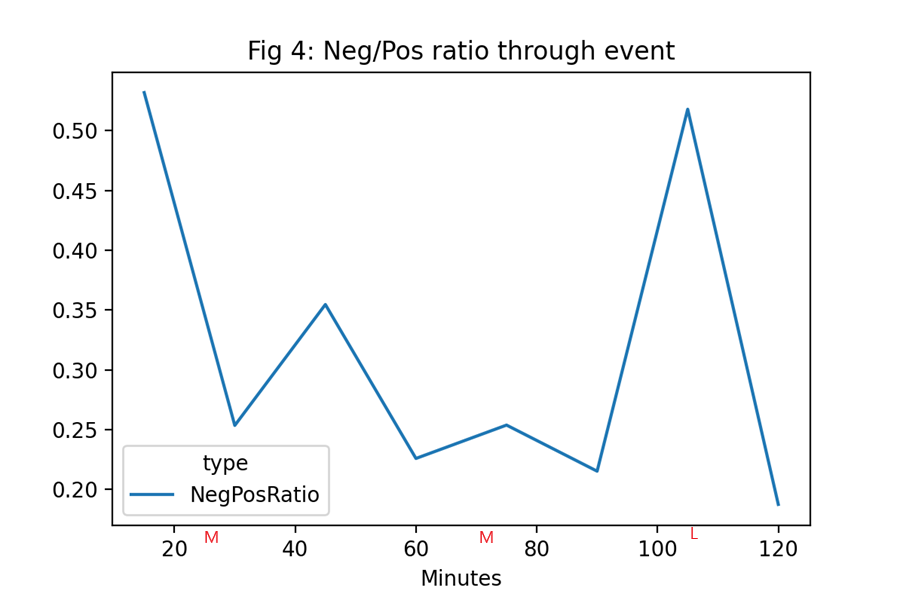 Fig 4: Neg/Pos ratio through event
0.50
0.45
0.40
0.35
0.30
0.25
0.20
type
NegPosRatio
20 M 40 60 M 80 100 L 120
Minutes